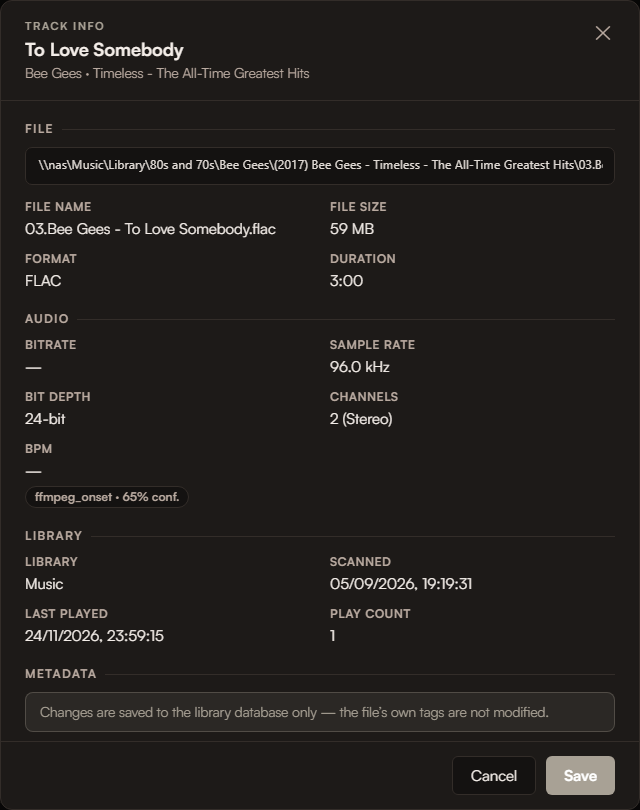 TRACK INFO
To Love Somebody
Bee Gees • Timeless - The All-Time Greatest Hits
FILE
\\nas\Music\Library\80s and 70s\Bee Gees\(2017) Bee Gees - Timeless - The All-Time Greatest Hits\03.Be
FILE NAME
FILE SIZE
03.Bee Gees - To Love Somebody.flac
59 MB
FORMAT
DURATION
FLAC
3:00
AUDIO
BITRATE
SAMPLE RATE
—
96.0 kHz
BIT DEPTH
CHANNELS
24-bit
2 (Stereo)
BPM
—
ffmpeg_onset · 65% conf.
LIBRARY
LIBRARY
SCANNED
Music
05/09/2026, 19:19:31
LAST PLAYED
PLAY COUNT
24/11/2026, 23:59:15
1
METADATA
Changes are saved to the library database only — the file's own tags are not modified.
Cancel
Save